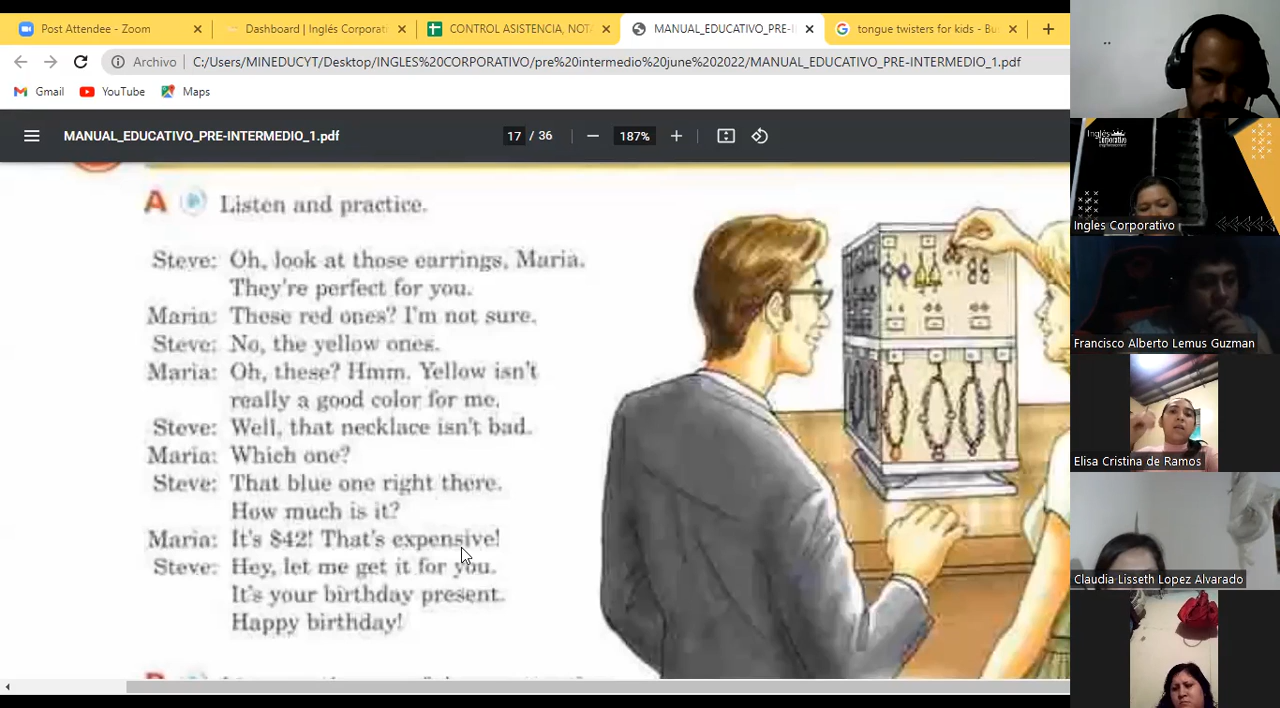 Post Attendee - Zoom
Dashboard | Inglés Corporati
CONTROL ASISTENCIA, NOTA
MANUAL_EDUCATIVO_PRE-I
tongue twisters for kids - Bu
Archivo
C:/Users/MINEDUCYT/Desktop/INGLES%20CORPORATIVO/pre%20intermedio%20june%202022/MANUAL_EDUCATIVO_PRE-INTERMEDIO_1.pdf
Gmail
YouTube
Maps
MANUAL_EDUCATIVO_PRE-INTERMEDIO_1.pdf
17 / 36
187%
A Listen and practice.
Steve: Oh, look at those earrings, Maria.
They're perfect for you.
Maria: These red ones? I'm not sure.
Steve: No, the yellow ones.
Maria: Oh, these? Hmm. Yellow isn't
really a good color for me.
Steve: Well, that necklace isn't bad.
Maria: Which one?
Steve: That blue one right there.
How much is it?
Maria: It's $42! That's expensive!
Steve: Hey, let me get it for you.
It's your birthday present.
Happy birthday!
Inglés
Corporativo
Ingles Corporativo
Francisco Alberto Lemus Guzman
Elisa Cristina de Ramos
Claudia Lisseth Lopez Alvarado